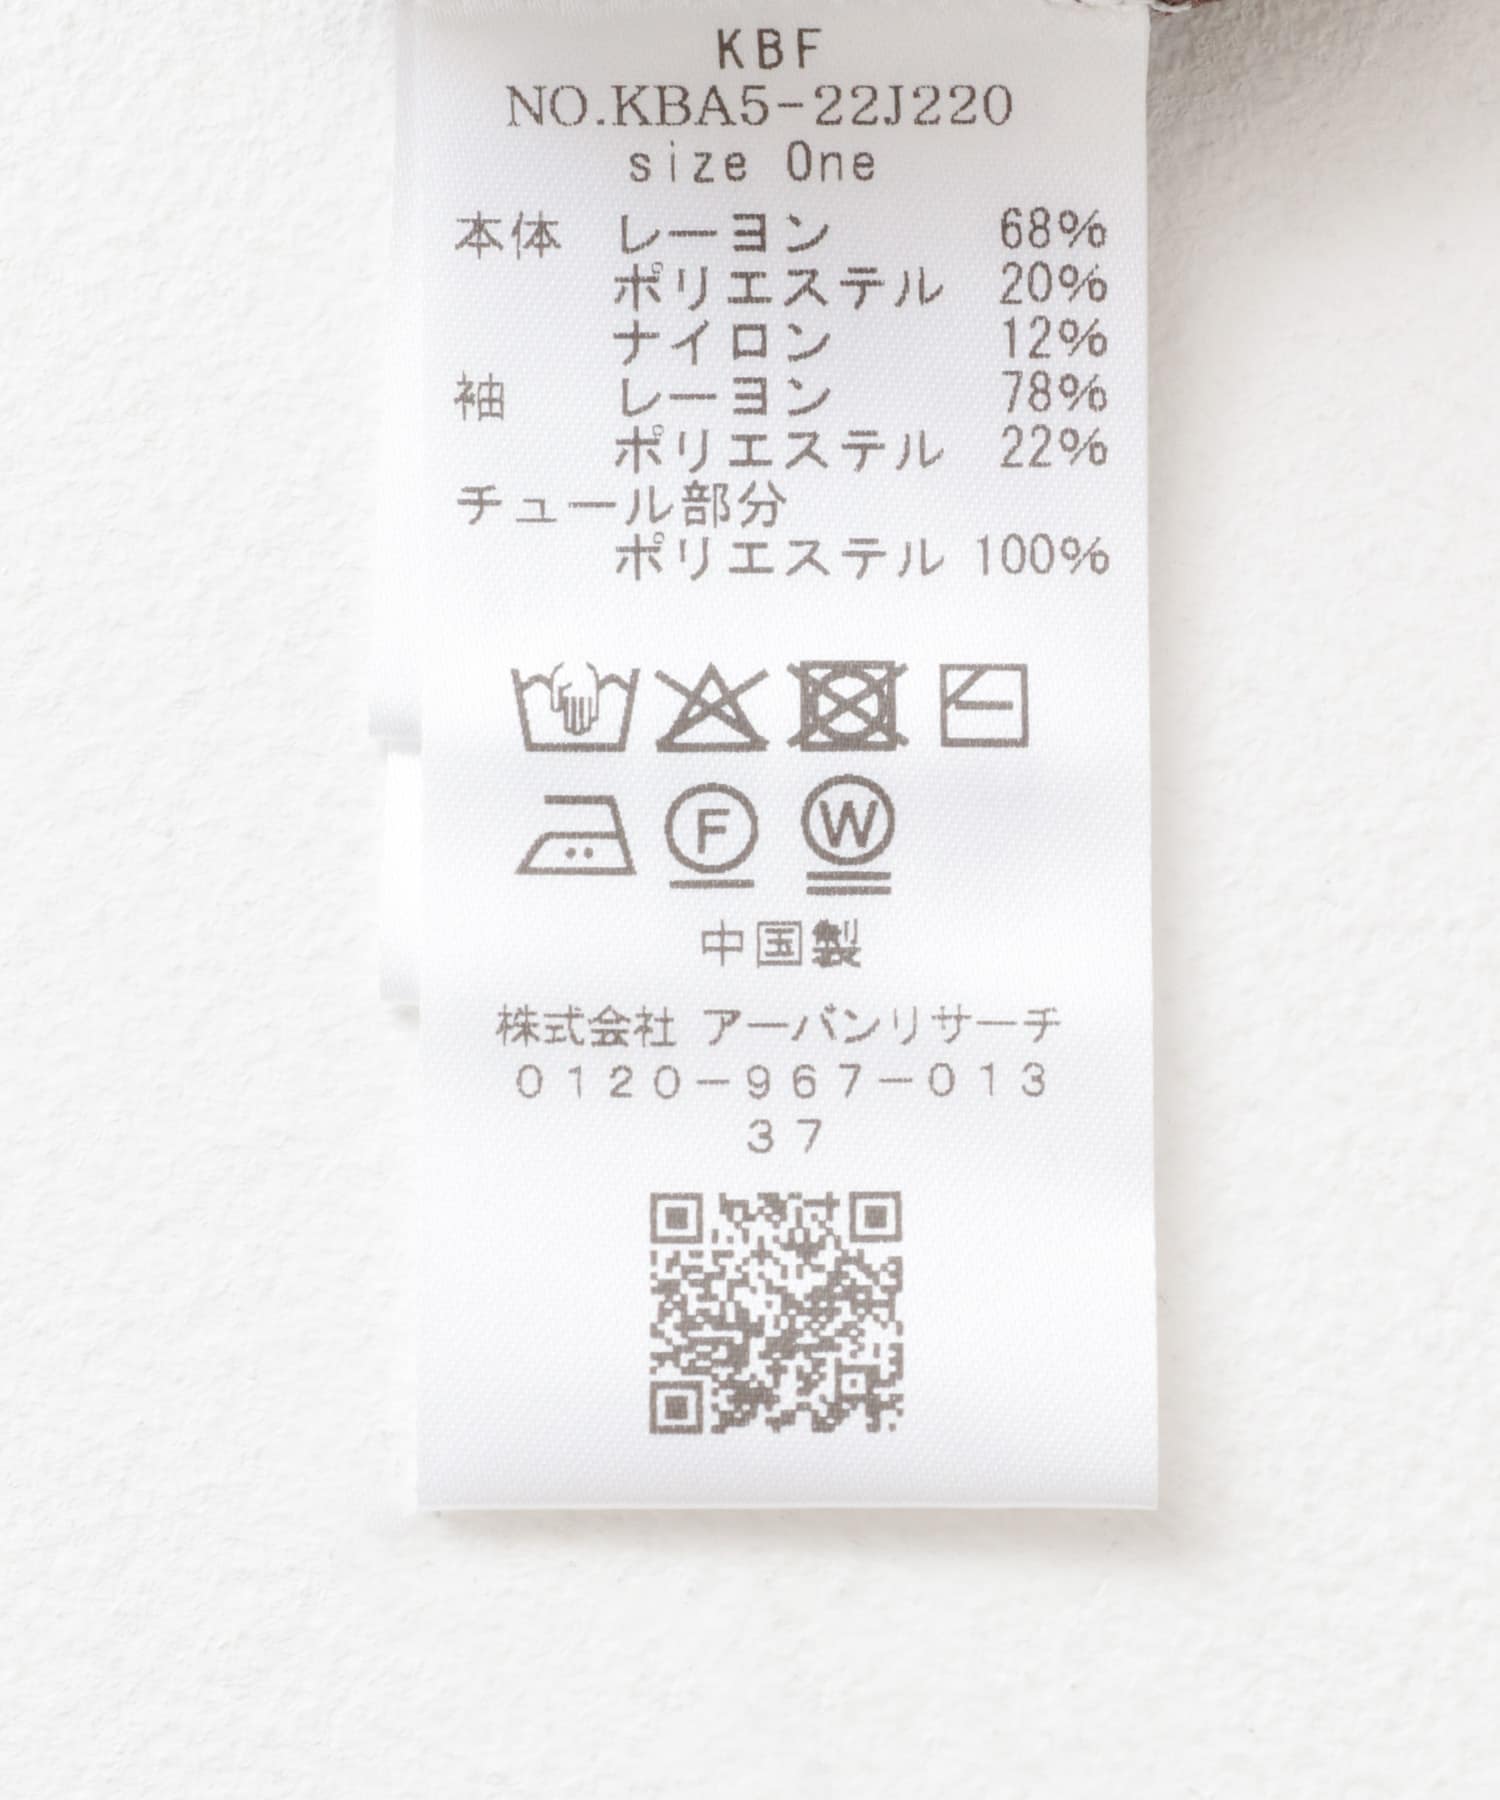 KBF
NO.KBA5-22J220
size One
本体 レーヨン 68%
ポリエステル 20%
ナイロン 12%
袖 レーヨン 78%
ポリエステル 22%
チュール部分
ポリエステル 100%
F W
中国製
株式会社 アーバンリサーチ
0120-967-013
37